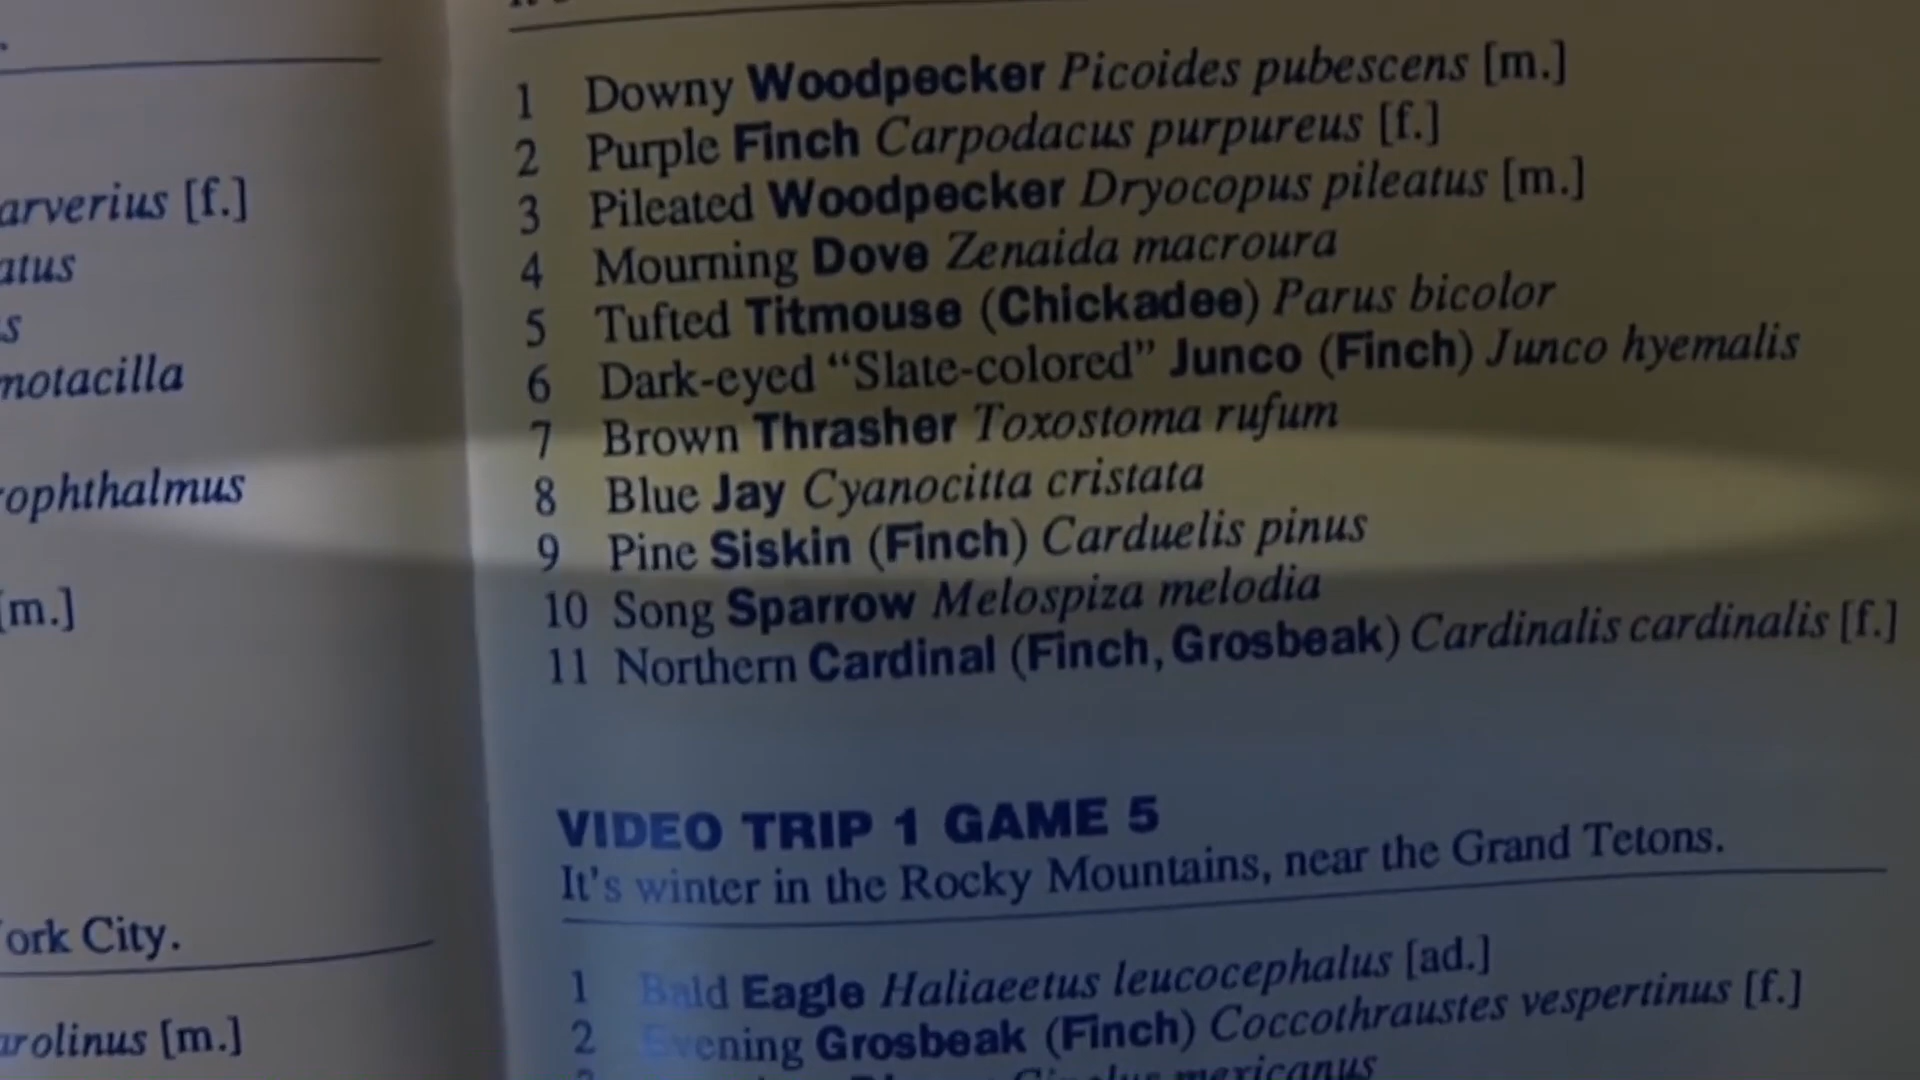 arverius [f.]
atus
s
motacilla
rophthalmus
[m.]
ork City.
arolinus [m.]
1 Downy Woodpecker Picoides pubescens [m.]
2 Purple Finch Carpodacus purpureus [f.]
3 Pileated Woodpecker Dryocopus pileatus [m.]
4 Mourning Dove Zenaida macroura
5 Tufted Titmouse (Chickadee) Parus bicolor
6 Dark-eyed “Slate-colored” Junco (Finch) Junco hyemalis
7 Brown Thrasher Toxostoma rufum
8 Blue Jay Cyanocitta cristata
9 Pine Siskin (Finch) Carduelis pinus
10 Song Sparrow Melospiza melodia
11 Northern Cardinal (Finch, Grosbeak) Cardinalis cardinalis [f.]
VIDEO TRIP 1 GAME 5
It's winter in the Rocky Mountains, near the Grand Tetons.
1 Bald Eagle Haliaeetus leucocephalus [ad.]
2 Evening Grosbeak (Finch) Coccothraustes vespertinus [f.]
mexicanus